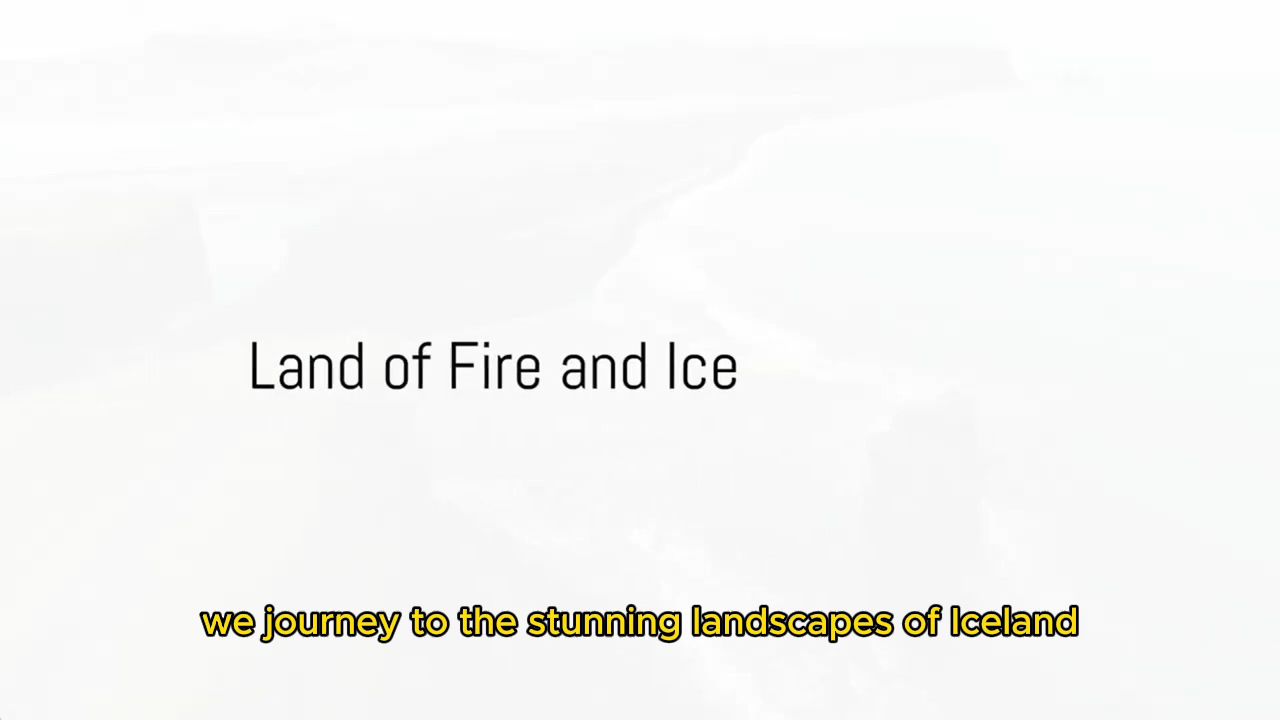 Land of Fire and Ice
we journey to the stunning landscapes of Iceland